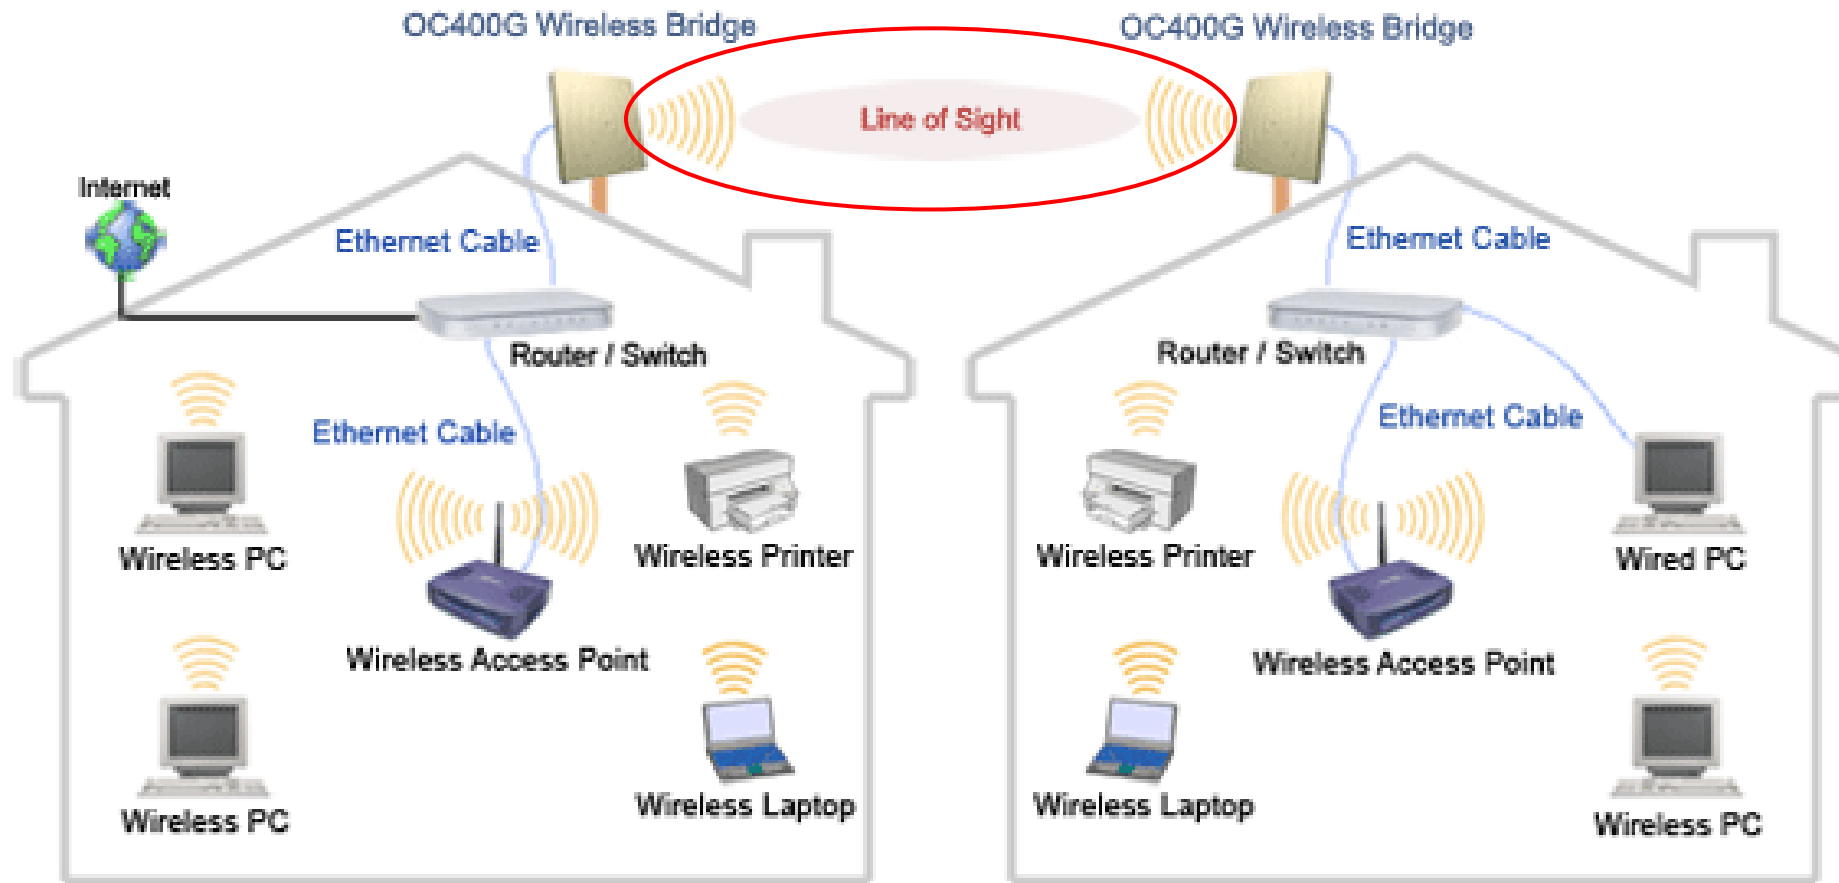 OC400G Wireless Bridge
OC400G Wireless Bridge
Line of Sight
Internet
Ethernet Cable
Ethernet Cable
Router / Switch
Router / Switch
Ethernet Cable
Ethernet Cable
Wireless PC
Wireless Printer
Wireless Printer
Wired PC
Wireless Access Point
Wireless Access Point
Wireless PC
Wireless Laptop
Wireless Laptop
Wireless PC